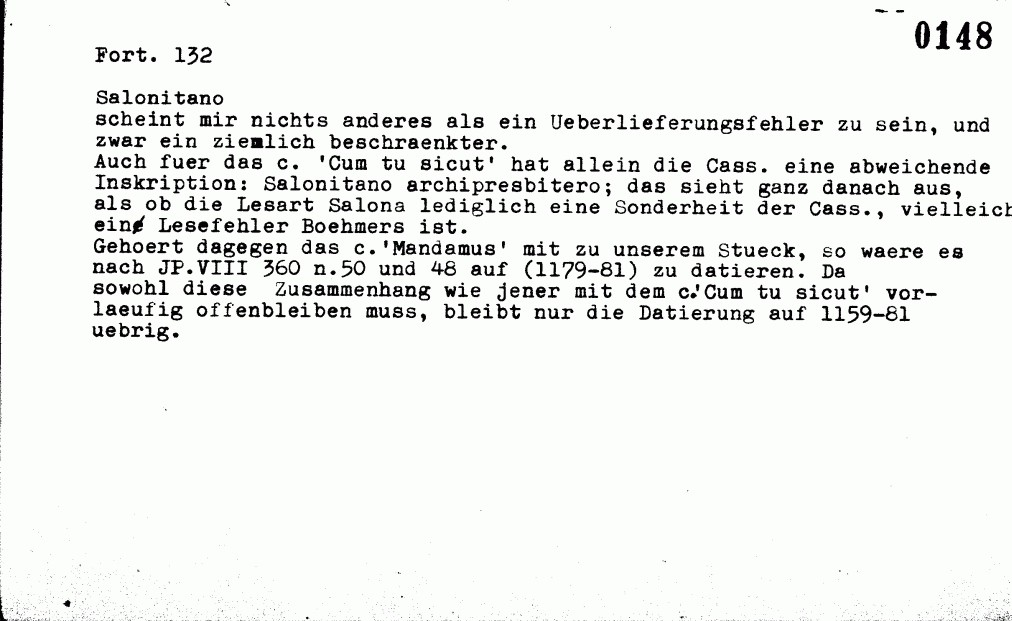 0148
Fort. 132
Salonitano
scheint mir nichts anderes als ein Ueberlieferungsfehler zu sein, und
zwar ein ziemlich beschraenkter.
Auch fuer das c. 'Cum tu sicut' hat allein die Cass. eine abweichende
Inskription: Salonitano archipresbitero; das sieht ganz danach aus,
als ob die Lesart Salona lediglich eine Sonderheit der Cass., vielleich
ein Lesefehler Boehmers ist.
Gehoert dagegen das c.'Mandamus' mit zu unserem Stueck, so waere es
nach JP.VIII 360 n.50 und 48 auf (1179-81) zu datieren. Da
sowohl diese Zusammenhang wie jener mit dem c.'Cum tu sicut' vor-
laeufig offenbleiben muss, bleibt nur die Datierung auf 1159-81
uebrig.